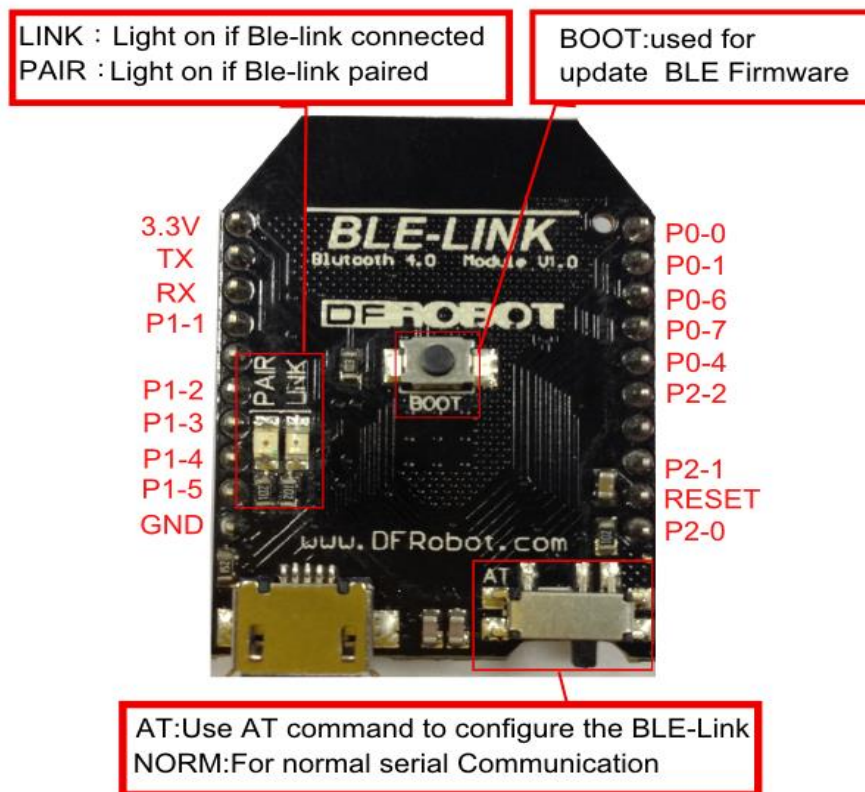 LINK : Light on if Ble-link connected
PAIR : Light on if Ble-link paired
BOOT:used for
update BLE Firmware
3.3V
TX
RX
P1-1
P1-2
P1-3
P1-4
P1-5
GND
BLE-LINK
Blutooth 4.0 Module V1.0
DFROBOT
PAIR
LINK
BOOT
www.DFRobot.com
AT
P0-0
P0-1
P0-6
P0-7
P0-4
P2-2
P2-1
RESET
P2-0
AT:Use AT command to configure the BLE-Link
NORM:For normal serial Communication